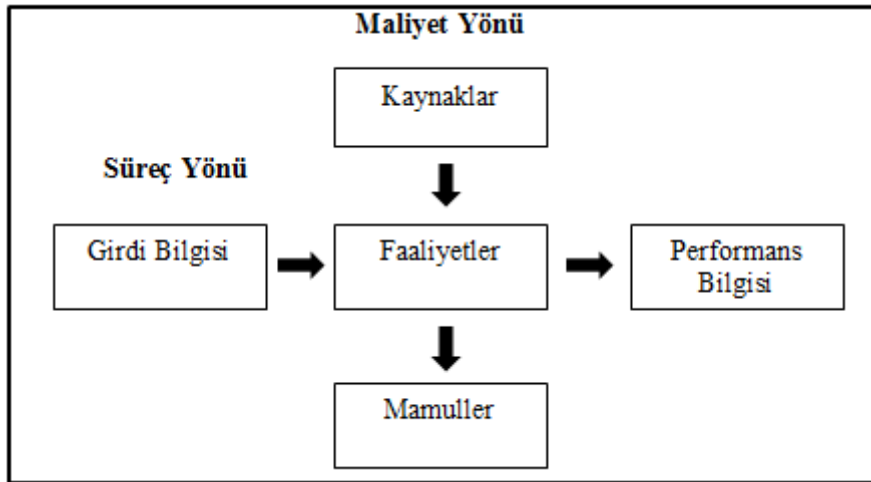 Maliyet Yönü
Kaynaklar
Süreç Yönü
Girdi Bilgisi
Faaliyetler
Performans
Bilgisi
Mamuller